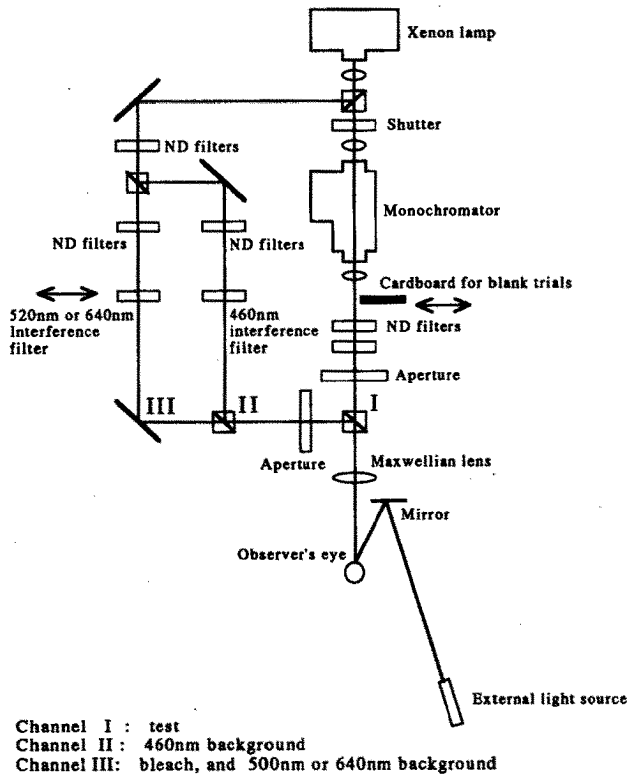 Xenon lamp
Shutter
ND filters
Monochromator
ND filters
ND filters
Cardboard for blank trials
520nm or 640nm
Interference
filter
460nm
interference
filter
ND filters
Aperture
III
II
I
Aperture
Maxwellian lens
Mirror
Observer's eye
External light source
Channel I : test
Channel II : 460nm background
Channel III: bleach, and 500nm or 640nm background